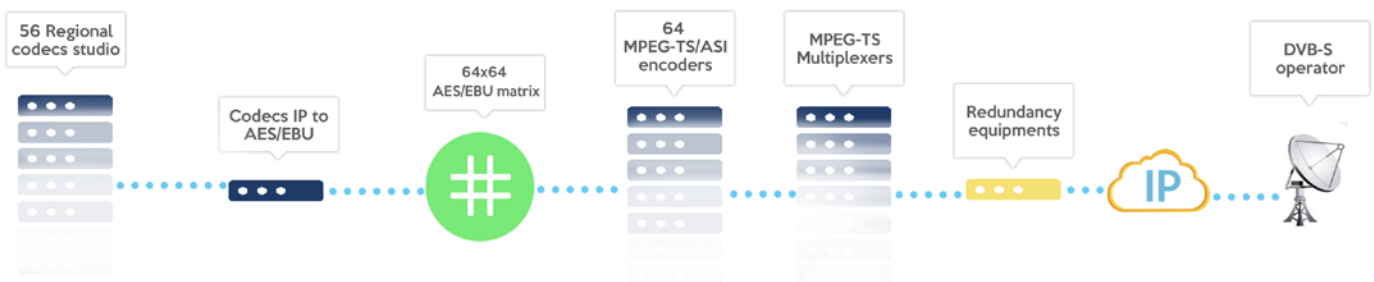 56 Regional
codecs studio
Codecs IP to
AES/EBU
64x64
AES/EBU matrix
64
MPEG-TS/ASI
encoders
MPEG-TS
Multiplexers
Redundancy
equipments
IP
DVB-S
operator